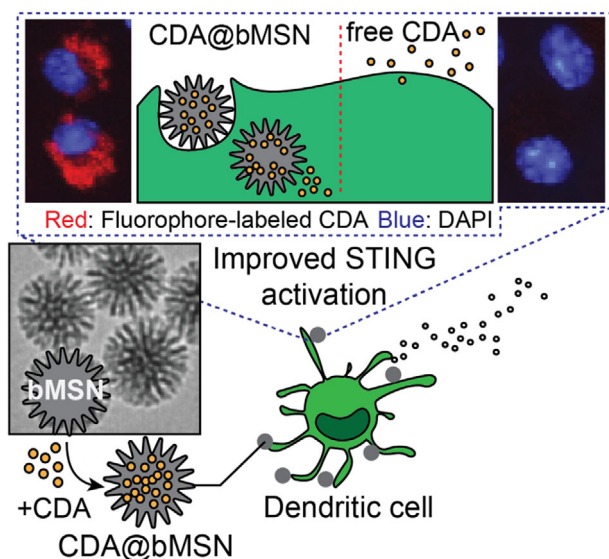 CDA@bMSN
free CDA
Red: Fluorophore-labeled CDA Blue: DAPI
Improved STING
activation
bMSN
+CDA
CDA@bMSN
Dendritic cell